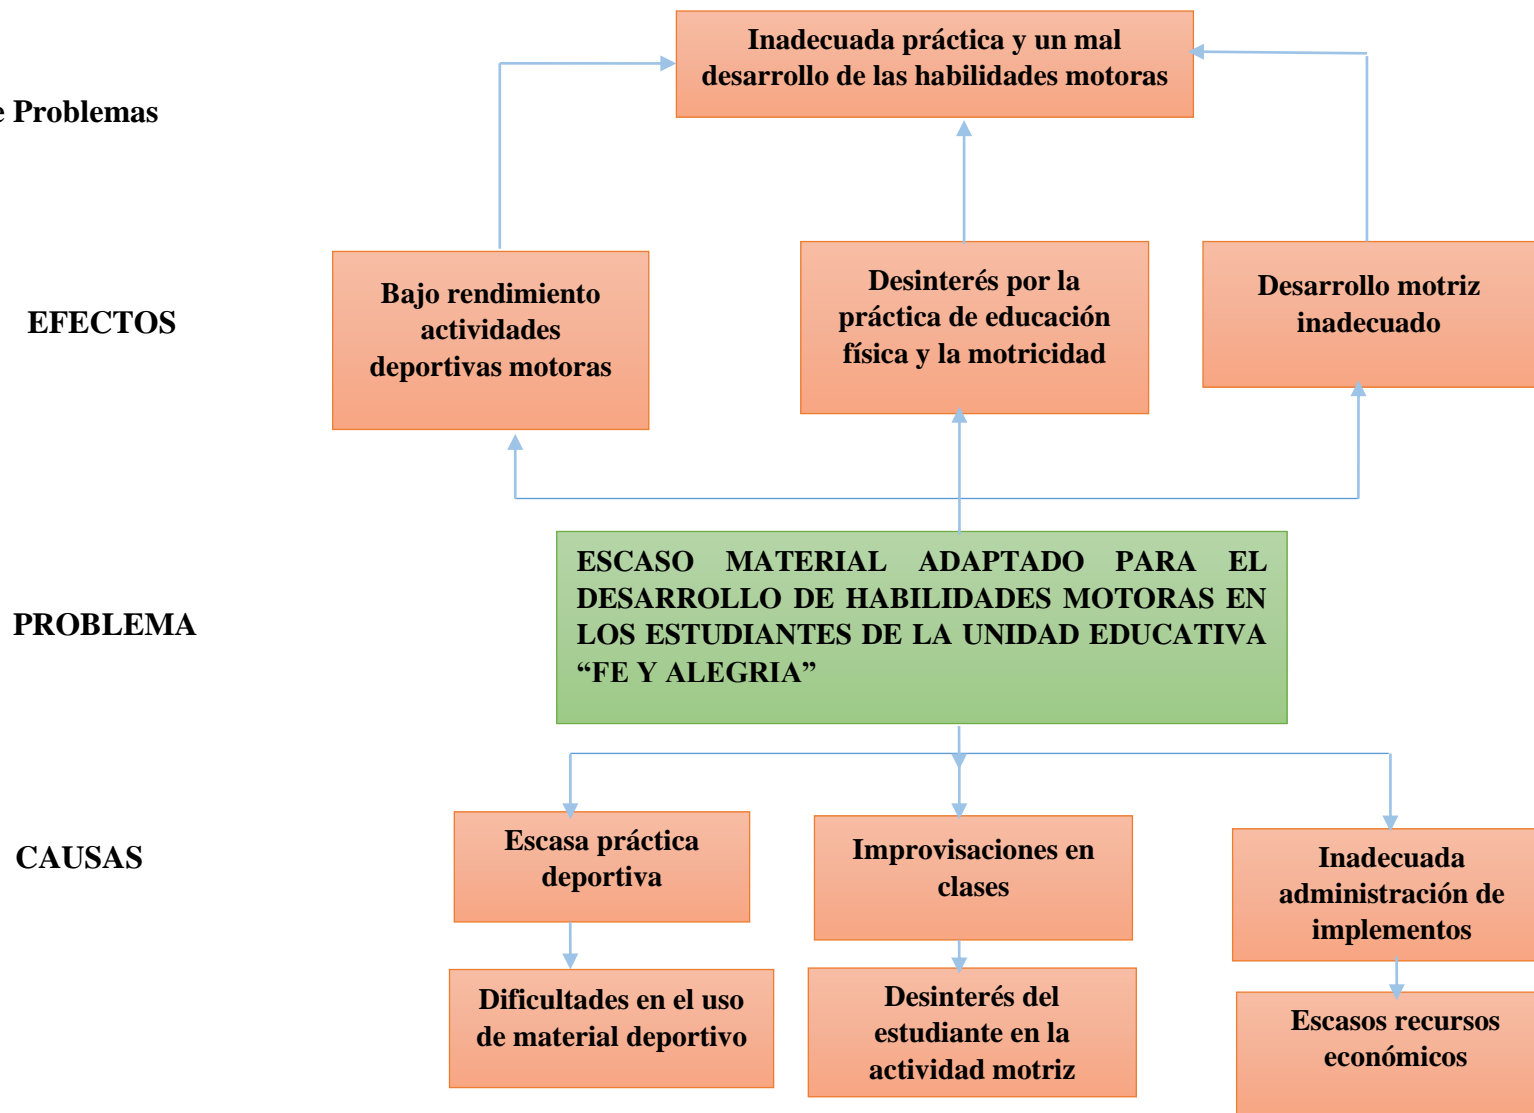 Inadecuada práctica y un mal
desarrollo de las habilidades motoras
e Problemas
EFECTOS
Bajo rendimiento
actividades
deportivas motoras
Desinterés por la
práctica de educación
física y la motricidad
Desarrollo motriz
inadecuado
PROBLEMA
ESCASO MATERIAL ADAPTADO PARA EL
DESARROLLO DE HABILIDADES MOTORAS EN
LOS ESTUDIANTES DE LA UNIDAD EDUCATIVA
“FE Y ALEGRIA”
CAUSAS
Escasa práctica
deportiva
Improvisaciones en
clases
Inadecuada
administración de
implementos
Dificultades en el uso
de material deportivo
Desinterés del
estudiante en la
actividad motriz
Escasos recursos
económicos